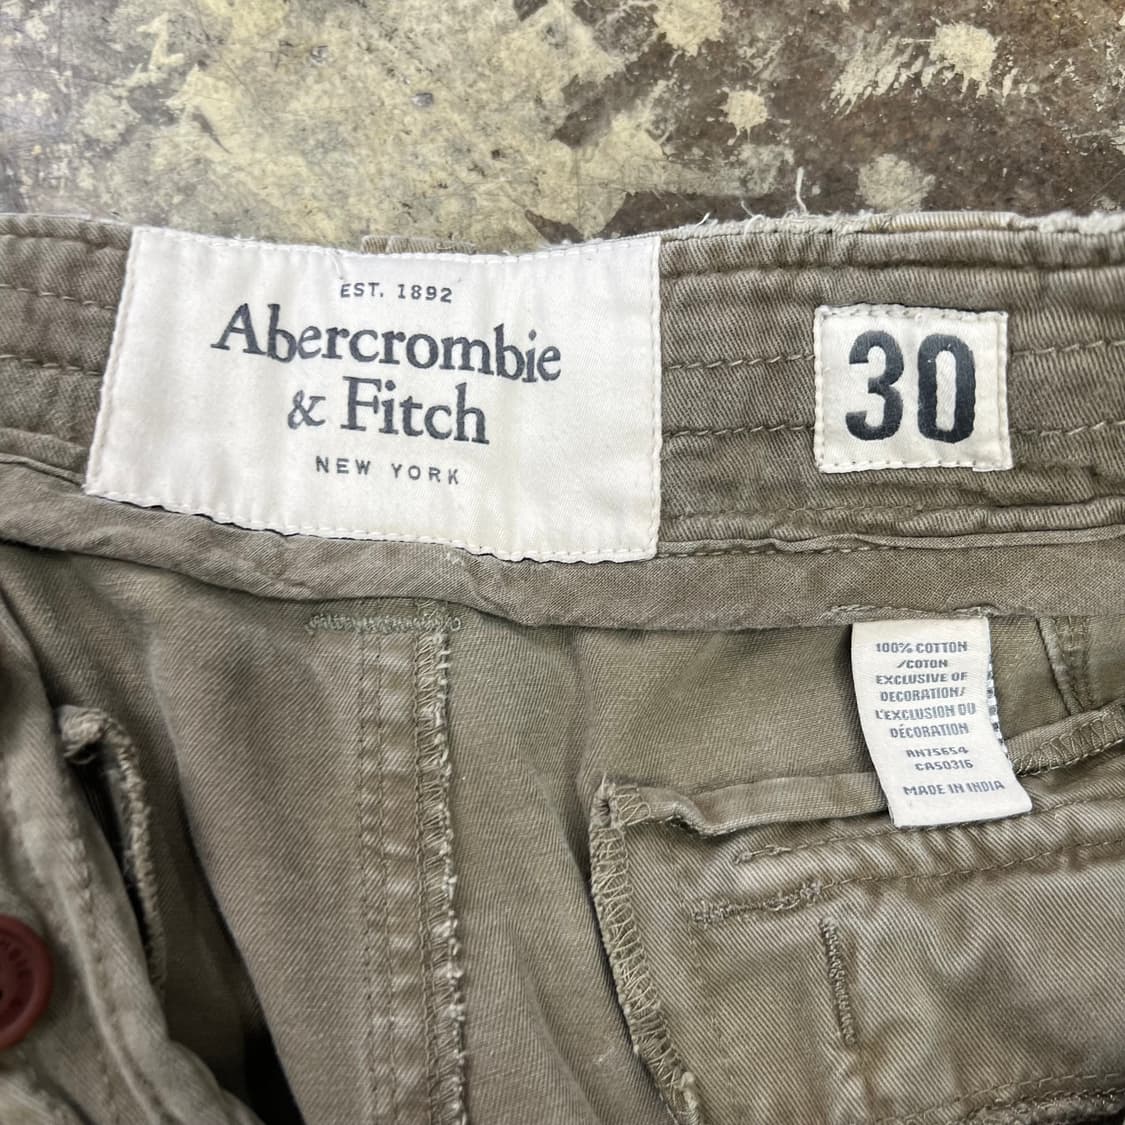 EST. 1892
Abercrombie
& Fitch
NEW YORK
30
100% COTTON
/COTON
EXCLUSIVE OF
DECORATION/
L'EXCLUSION DU
DÉCORATION
RN75654
CA50316
MADE IN INDIA